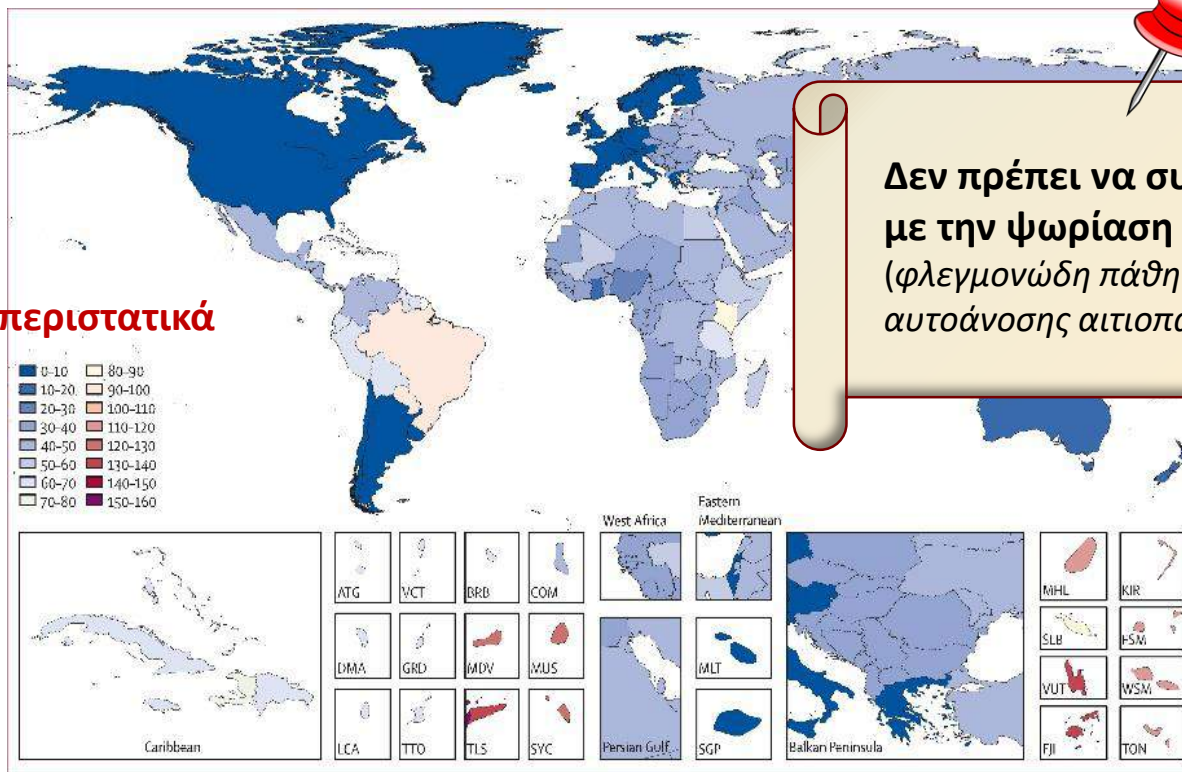 Δεν πρέπει να συ
με την ψωρίαση
(φλεγμονώδη πάθη
αυτοάνοσης αιτιοπα
περιστατικά
0–10 80–90
10–20 90–100
20–30 100–110
30–40 110–120
40–50 120–130
50–60 130–140
60–70 140–150
70–80 150–160
West Africa
Eastern
Mediterranean
ATG VCT BRB COM
MHL KIR
DMA GRD MDV MUS
MLT
SLB FSM
VUT WSM
LCA TTO TLS SYC
SGP
FJI TON
Caribbean
Persian Gulf
Balkan Peninsula